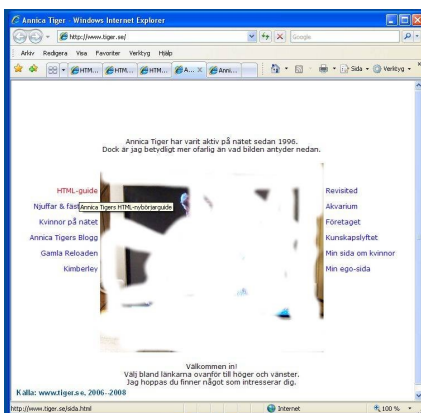 Annica Tiger - Windows Internet Explorer
http://www.tiger.se/
Google
Arkiv Redigera Visa Favoriter Verktyg Hjälp
HTM... HTM... HTM... A... X Anni... Sida Verktyg
Annica Tiger har varit aktiv på nätet sedan 1996.
Dock är jag betydligt mer ofarlig än vad bilden antyder nedan.
HTML-guide
Njuffar & fäst
Annica Tigers HTML-nybörjarguide
Kvinnor på nätet
Annica Tigers Blogg
Gamla Reloaden
Kimberley
Revisited
Akvarium
Företaget
Kunskapslyftet
Min sida om kvinnor
Min ego-sida
Välkommen in!
Välj bland länkarna ovanför till höger och vänster.
Jag hoppas du finner något som intresserar dig.
Källa: www.tiger.se, 2006--2008
http://www.tiger.se/sida.html Internet 100 %